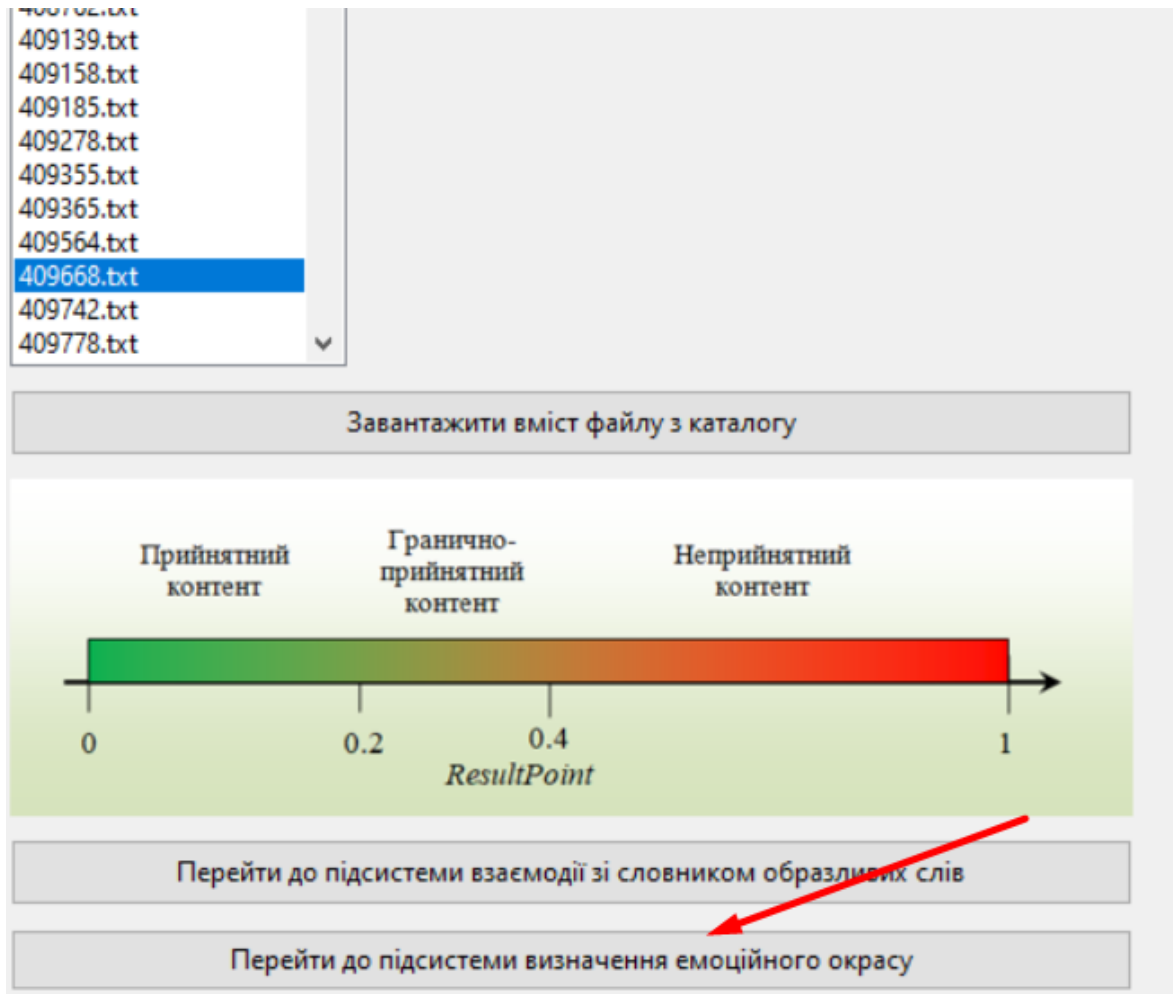 409139.txt
409158.txt
409185.txt
409278.txt
409355.txt
409365.txt
409564.txt
409668.txt
409742.txt
409778.txt
Завантажити вміст файлу з каталогу
Прийнятний
контент
Гранично-
прийнятний
контент
Неприйнятний
контент
0
0.2
0.4
1
ResultPoint
Перейти до підсистеми взаємодії зі словником образливих слів
Перейти до підсистеми визначення емоційного окрасу